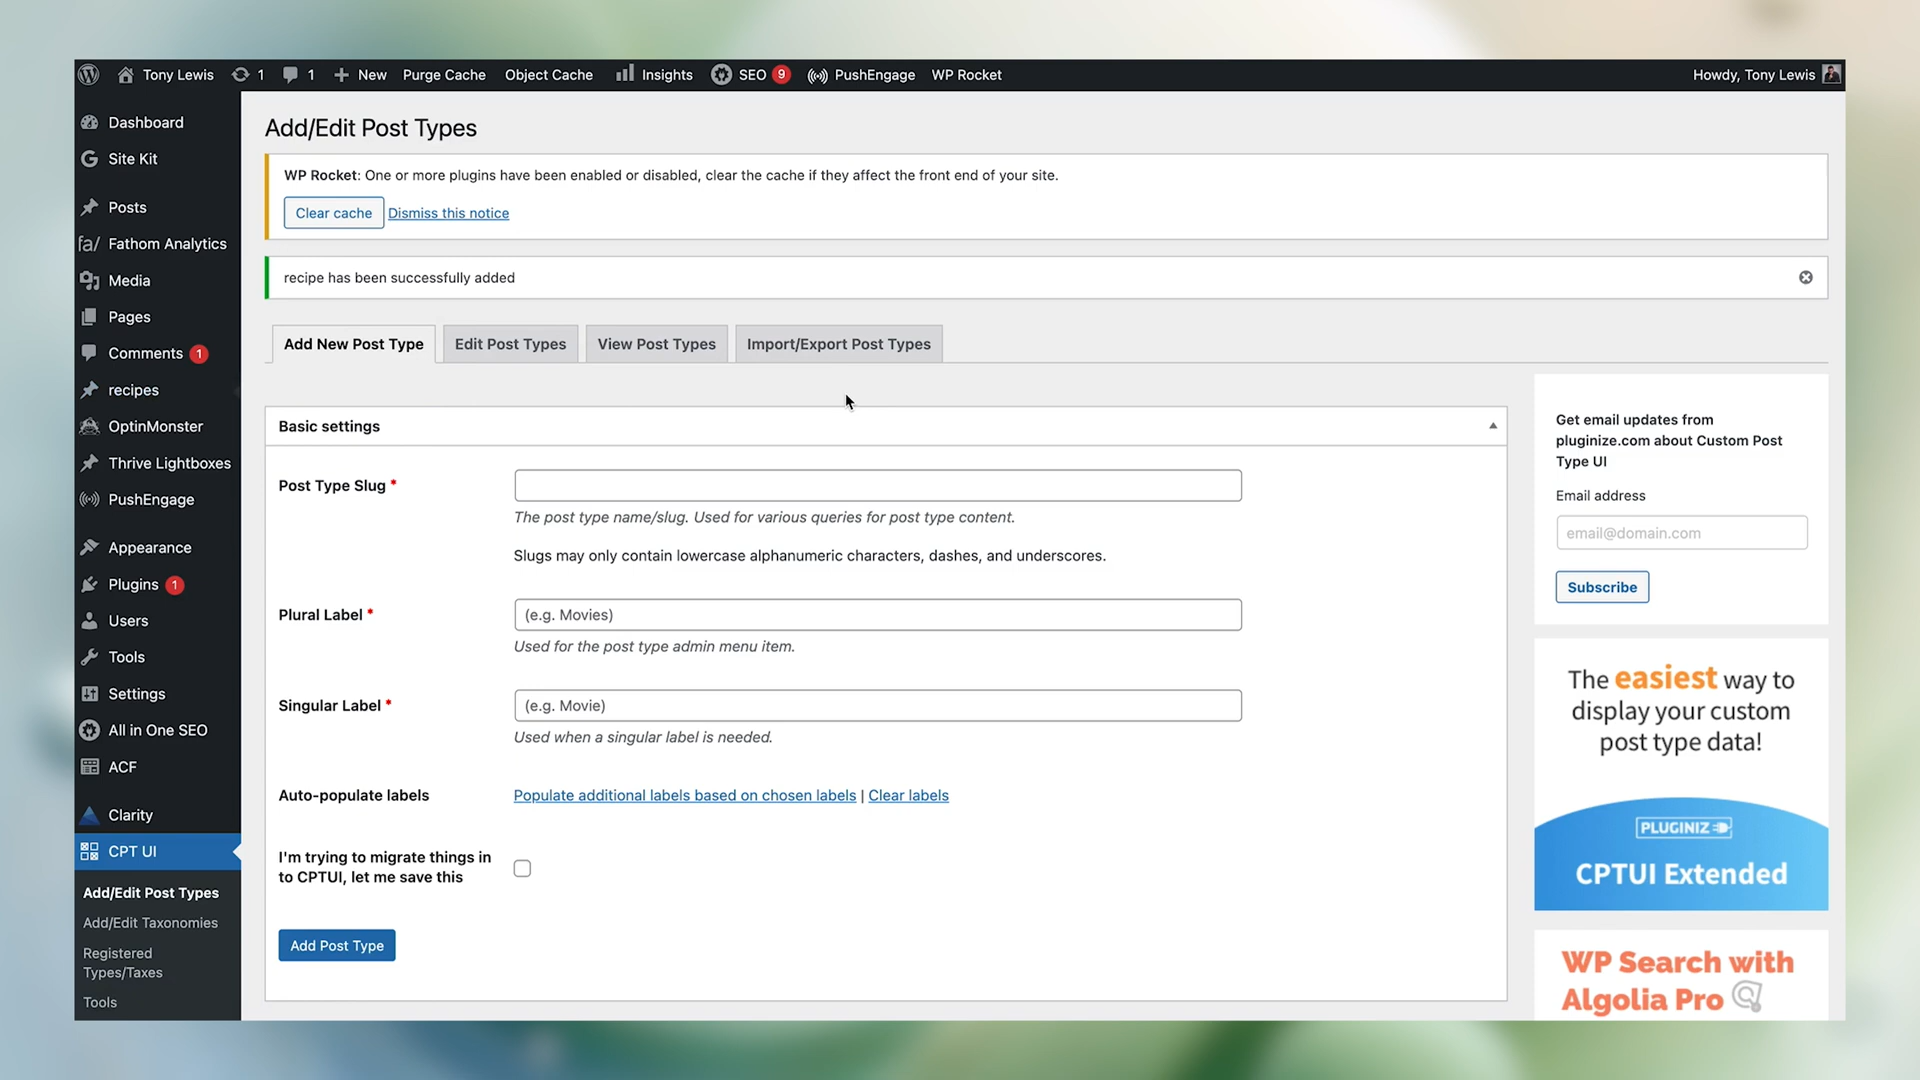 Tony Lewis 1 1 New Purge Cache Object Cache Insights SEO 9 PushEngage WP Rocket Howdy, Tony Lewis
Dashboard
Site Kit
Posts
fa/ Fathom Analytics
Media
Pages
Comments 1
recipes
OptinMonster
Thrive Lightboxes
PushEngage
Appearance
Plugins 1
Users
Tools
Settings
All in One SEO
ACF
Clarity
CPT UI
Add/Edit Post Types
Add/Edit Taxonomies
Registered
Types/Taxes
Tools
Add/Edit Post Types
WP Rocket: One or more plugins have been enabled or disabled, clear the cache if they affect the front end of your site.
Clear cache Dismiss this notice
recipe has been successfully added
Add New Post Type Edit Post Types View Post Types Import/Export Post Types
Basic settings
Post Type Slug *
The post type name/slug. Used for various queries for post type content.
Slugs may only contain lowercase alphanumeric characters, dashes, and underscores.
Plural Label * (e.g. Movies)
Used for the post type admin menu item.
Singular Label * (e.g. Movie)
Used when a singular label is needed.
Auto-populate labels Populate additional labels based on chosen labels | Clear labels
I'm trying to migrate things in
to CPTUI, let me save this
Add Post Type
Get email updates from
pluginize.com about Custom Post
Type UI
Email address
email@domain.com
Subscribe
The easiest way to
display your custom
post type data!
PLUGINIZ
CPTUI Extended
WP Search with
Algolia Pro